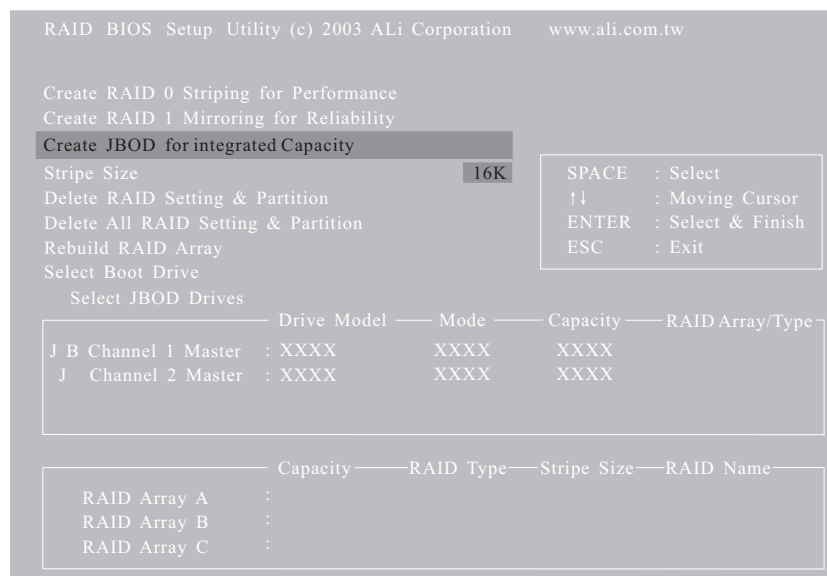 RAID BIOS Setup Utility (c) 2003 ALi Corporation www.ali.com.tw
Create RAID 0 Striping for Performance
Create RAID 1 Mirroring for Reliability
Create JBOD for integrated Capacity
Stripe Size 16K
Delete RAID Setting & Partition
Delete All RAID Setting & Partition
Rebuild RAID Array
Select Boot Drive
Select JBOD Drives
SPACE : Select
↑↓ : Moving Cursor
ENTER : Select & Finish
ESC : Exit
Drive Model Mode Capacity RAID Array/Type
J B Channel 1 Master : XXXX XXXX XXXX
J Channel 2 Master : XXXX XXXX XXXX
Capacity RAID Type Stripe Size RAID Name
RAID Array A :
RAID Array B :
RAID Array C :